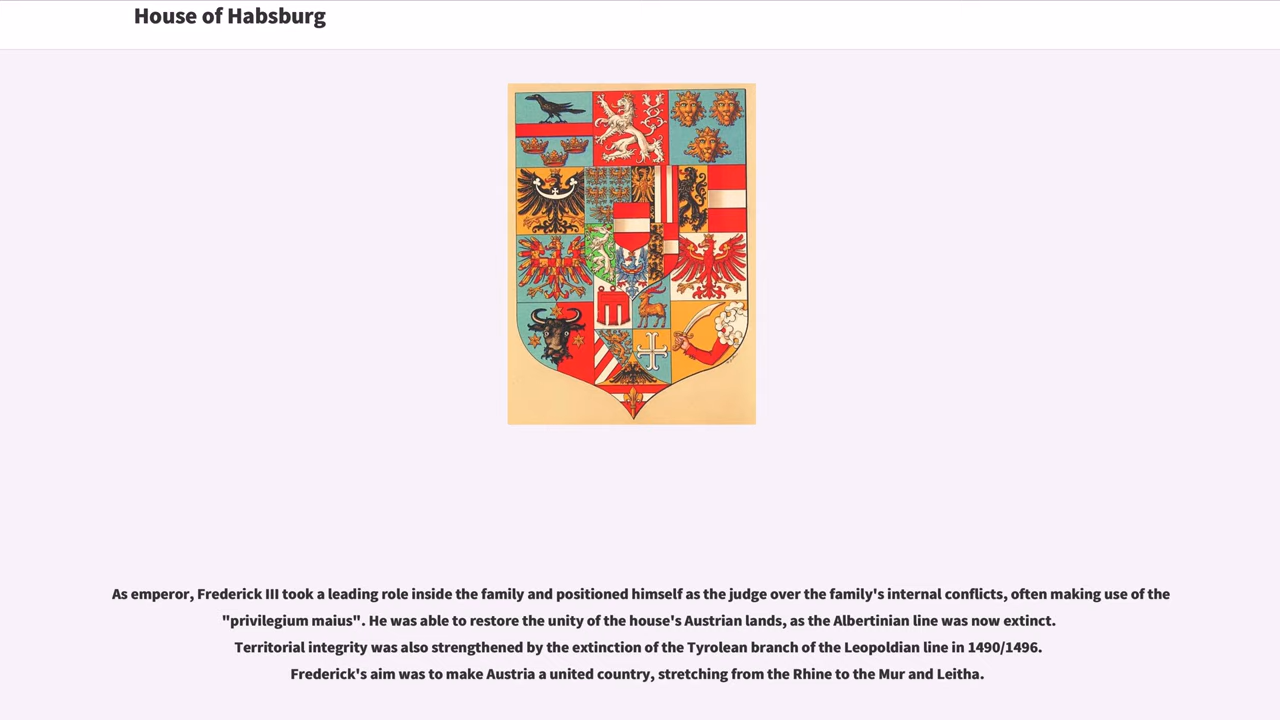 House of Habsburg
As emperor, Frederick III took a leading role inside the family and positioned himself as the judge over the family's internal conflicts, often making use of the
"privilegium maius". He was able to restore the unity of the house's Austrian lands, as the Albertinian line was now extinct.
Territorial integrity was also strengthened by the extinction of the Tyrolean branch of the Leopoldian line in 1490/1496.
Frederick's aim was to make Austria a united country, stretching from the Rhine to the Mur and Leitha.